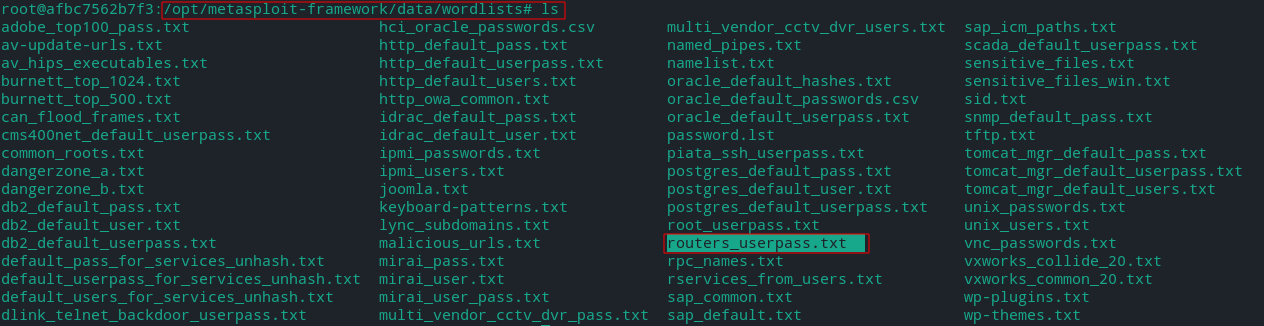 root@afbc7562b7f3:/opt/metasploit-framework/data/wordlists# ls
adobe_top100_pass.txt hci_oracle_passwords.csv multi_vendor_cctv_dvr_users.txt sap_icm_paths.txt
av-update-urls.txt http_default_pass.txt named_pipes.txt scada_default_userpass.txt
av_hips_executables.txt http_default_userpass.txt namelist.txt sensitive_files.txt
burnett_top_1024.txt http_default_users.txt oracle_default_hashes.txt sensitive_files_win.txt
burnett_top_500.txt http_owa_common.txt oracle_default_passwords.csv sid.txt
can_flood_frames.txt idrac_default_pass.txt oracle_default_userpass.txt snmp_default_pass.txt
cms400net_default_userpass.txt idrac_default_user.txt password.lst tftp.txt
common_roots.txt ipmi_passwords.txt piata_ssh_userpass.txt tomcat_mgr_default_pass.txt
dangerzone_a.txt ipmi_users.txt postgres_default_pass.txt tomcat_mgr_default_userpass.txt
dangerzone_b.txt joomla.txt postgres_default_user.txt tomcat_mgr_default_users.txt
db2_default_pass.txt keyboard-patterns.txt postgres_default_userpass.txt unix_passwords.txt
db2_default_user.txt lync_subdomains.txt root_userpass.txt unix_users.txt
db2_default_userpass.txt malicious_urls.txt routers_userpass.txt vnc_passwords.txt
default_pass_for_services_unhash.txt mirai_pass.txt rpc_names.txt vxworks_collide_20.txt
default_userpass_for_services_unhash.txt mirai_user.txt rservices_from_users.txt vxworks_common_20.txt
default_users_for_services_unhash.txt mirai_user_pass.txt sap_common.txt wp-plugins.txt
dlink_telnet_backdoor_userpass.txt multi_vendor_cctv_dvr_pass.txt sap_default.txt wp-themes.txt